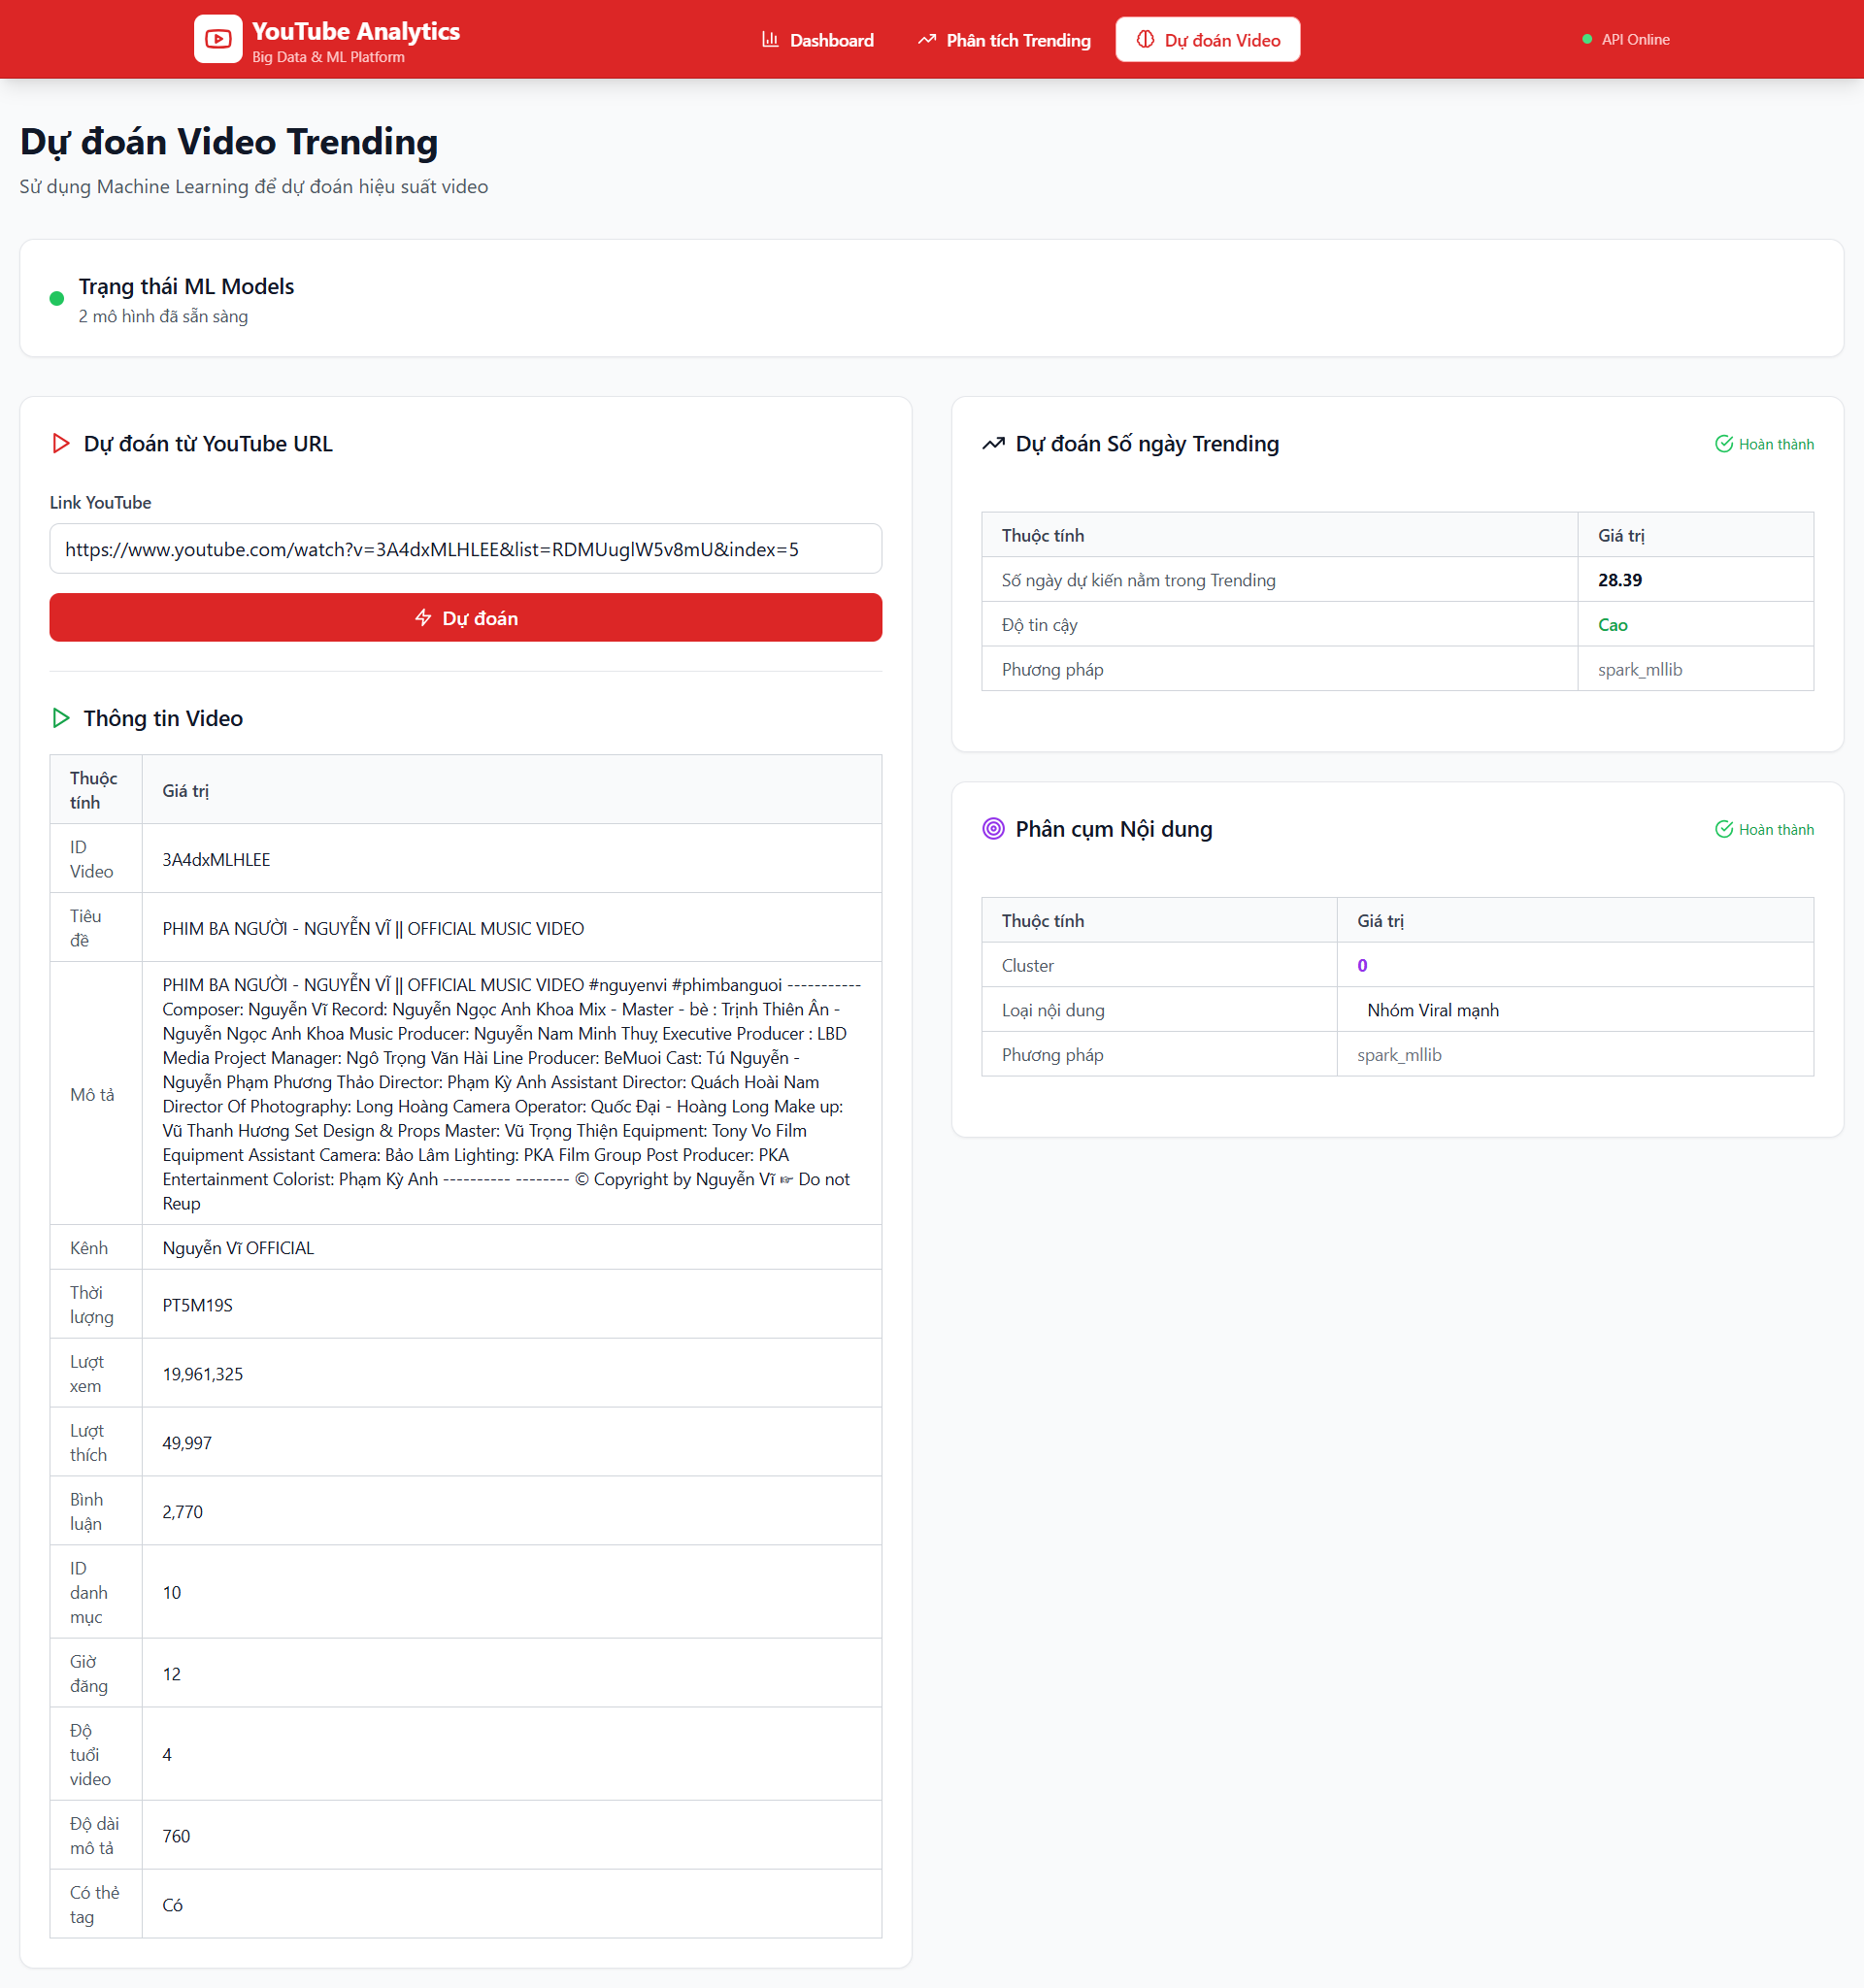 YouTube Analytics
Big Data & ML Platform
Dashboard
Phân tích Trending
Dự đoán Video
API Online
Dự đoán Video Trending
Sử dụng Machine Learning để dự đoán hiệu suất video
Trạng thái ML Models
2 mô hình đã sẵn sàng
Dự đoán từ YouTube URL
Link YouTube
https://www.youtube.com/watch?v=3A4dxMLHLEE&list=RDMUuglW5v8mU&index=5
Dự đoán
Thông tin Video
Thuộc
tính
Giá trị
ID
Video
3A4dxMLHLEE
Tiêu
đề
PHIM BA NGƯỜI - NGUYỄN VĨ || OFFICIAL MUSIC VIDEO
Mô tả
PHIM BA NGƯỜI - NGUYỄN VĨ || OFFICIAL MUSIC VIDEO #nguyenvi #phimbanguoi -----------
Composer: Nguyễn Vĩ Record: Nguyễn Ngọc Anh Khoa Mix - Master - bè : Trịnh Thiên Ân -
Nguyễn Ngọc Anh Khoa Music Producer: Nguyễn Nam Minh Thuỵ Executive Producer : LBD
Media Project Manager: Ngô Trọng Văn Hài Line Producer: BeMuoi Cast: Tú Nguyễn -
Nguyễn Phạm Phương Thảo Director: Phạm Kỳ Anh Assistant Director: Quách Hoài Nam
Director Of Photography: Long Hoàng Camera Operator: Quốc Đại - Hoàng Long Make up:
Vũ Thanh Hương Set Design & Props Master: Vũ Trọng Thiện Equipment: Tony Vo Film
Equipment Assistant Camera: Bảo Lâm Lighting: PKA Film Group Post Producer: PKA
Entertainment Colorist: Phạm Kỳ Anh ---------- -------- © Copyright by Nguyễn Vĩ ☞ Do not
Reup
Kênh
Nguyễn Vĩ OFFICIAL
Thời
lượng
PT5M19S
Lượt
xem
19,961,325
Lượt
thích
49,997
Bình
luận
2,770
ID
danh
mục
10
Giờ
đăng
12
Độ
tuổi
video
4
Độ dài
mô tả
760
Có thẻ
tag
Có
Dự đoán Số ngày Trending
Hoàn thành
Thuộc tính
Giá trị
Số ngày dự kiến nằm trong Trending
28.39
Độ tin cậy
Cao
Phương pháp
spark_mllib
Phân cụm Nội dung
Hoàn thành
Thuộc tính
Giá trị
Cluster
0
Loại nội dung
Nhóm Viral mạnh
Phương pháp
spark_mllib